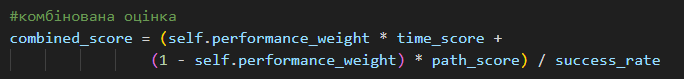 #комбінована оцінка
combined_score = (self.performance_weight * time_score +
(1 - self.performance_weight) * path_score) / success_rate